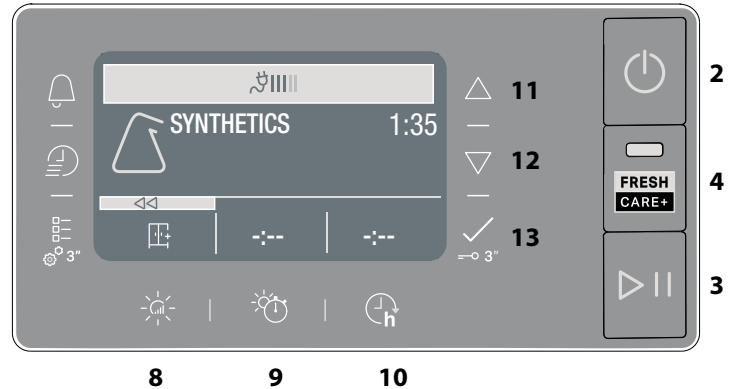 2
11
SYNTHETICS 1:35
12
FRESH
CARE+
4
-:-- -:--
3"
13
3"
3
h
8 9 10